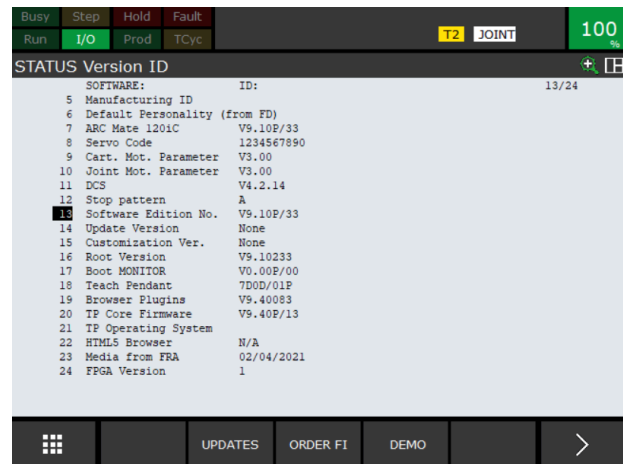 Busy Step Hold Fault
Run I/O Prod TCyc T2 JOINT 100 %
STATUS Version ID
SOFTWARE: ID: 13/24
5 Manufacturing ID
6 Default Personality (from FD)
7 ARC Mate 120iC V9.10P/33
8 Servo Code 1234567890
9 Cart. Mot. Parameter V3.00
10 Joint Mot. Parameter V3.00
11 DCS V4.2.14
12 Stop pattern A
13 Software Edition No. V9.10P/33
14 Update Version None
15 Customization Ver. None
16 Root Version V9.10233
17 Boot MONITOR V0.00P/00
18 Teach Pendant 7D0D/01P
19 Browser Plugins V9.40083
20 TP Core Firmware V9.40P/13
21 TP Operating System
22 HTML5 Browser N/A
23 Media from FRA 02/04/2021
24 FPGA Version 1
UPDATES ORDER FI DEMO